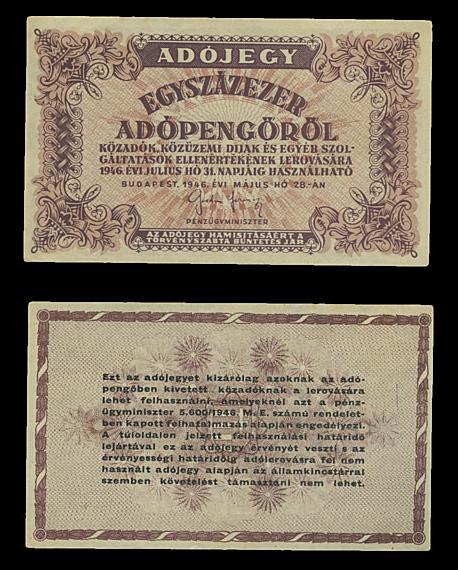 ADÓJEGY
EGYSZÁZEZER
ADÓPENGŐRŐL
KÖZADÓK, KÖZÜZEMI DIJAK ÉS EGYÉB SZOL-
GÁLTATÁSOK ELLENÉRTÉKÉNEK LEROVÁSÁRA
1946. ÉVI JULIUS HÓ 31. NAPJÁIG HASZNÁLHATÓ
BUDAPEST, 1946. ÉVI MÁJUS HÓ 28.-ÁN
PÉNZÜGYMINISZTER
AZ ADÓJEGY HAMISITÁSÁÉRT A
TÖRVÉNYSZABTA BÜNTETÉS JÁR
Ezt az adójegyet kizárólag azoknak az adó-
pengőben kivetett közadóknak a lerovására
lehet felhasználni, amelyeknél azt a pénz-
ügyminiszter 5.600/1946. M. E. számú rendelet-
ben kapott felhatalmazás alapján engedélyezi.
A túloldalon jelzett felhasználási határidő
lejártával ez az adójegy érvényét veszti s az
érvényességi határidőig adólerovásra fel nem
használt adójegy alapján az államkincstárral
szemben követelést támasztani nem lehet.